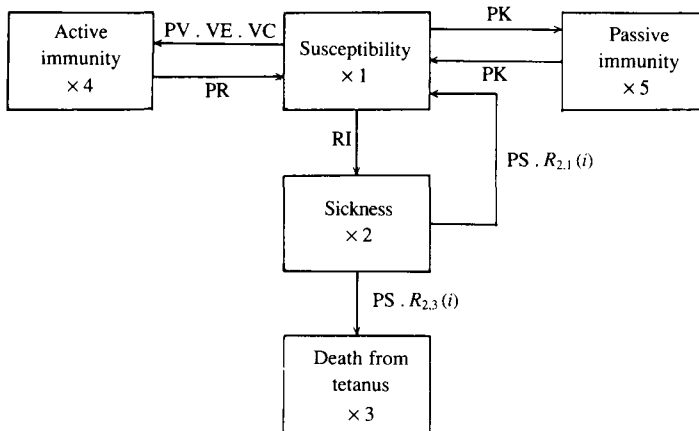 Active
immunity
× 4
PV . VE . VC
PR
Susceptibility
× 1
PK
PK
Passive
immunity
× 5
RI
PS . R2.1(i)
Sickness
× 2
PS . R2.3(i)
Death from
tetanus
× 3